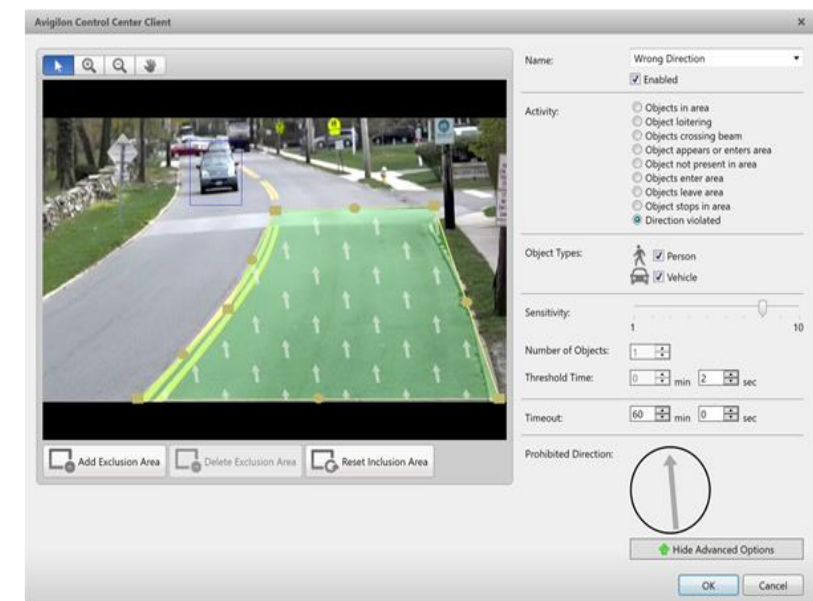 Avigilon Control Center Client
Name:
Wrong Direction
Enabled
Activity:
Objects in area
Object loitering
Objects crossing beam
Object appears or enters area
Object not present in area
Objects enter area
Objects leave area
Object stops in area
Direction violated
Object Types:
Person
Vehicle
Sensitivity:
1 10
Number of Objects:
1
Threshold Time:
0 min 2 sec
Timeout:
60 min 0 sec
Prohibited Direction:
Add Exclusion Area
Delete Exclusion Area
Reset Inclusion Area
Hide Advanced Options
OK
Cancel